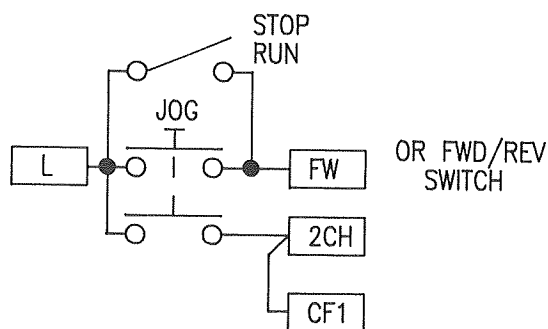 STOP
RUN
JOG
L
FW
OR FWD/REV
SWITCH
2CH
CF1